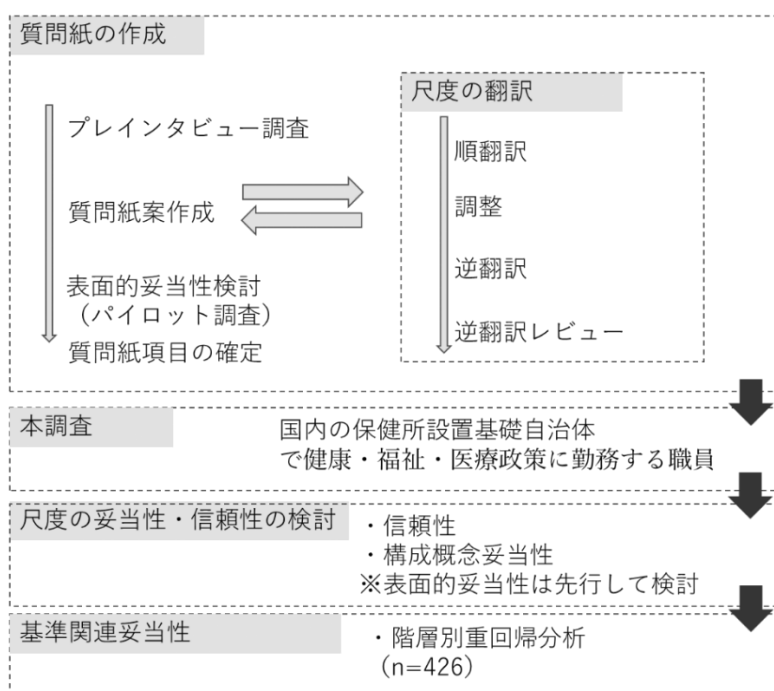 質問紙の作成
プレインタビュー調査
質問紙案作成
表面的妥当性検討
（パイロット調査）
質問紙項目の確定
尺度の翻訳
順翻訳
調整
逆翻訳
逆翻訳レビュー
本調査
国内の保健所設置基礎自治体
で健康・福祉・医療政策に勤務する職員
尺度の妥当性・信頼性の検討
・信頼性
・構成概念妥当性
※表面的妥当性は先行して検討
基準関連妥当性
・階層別重回帰分析
（n=426）